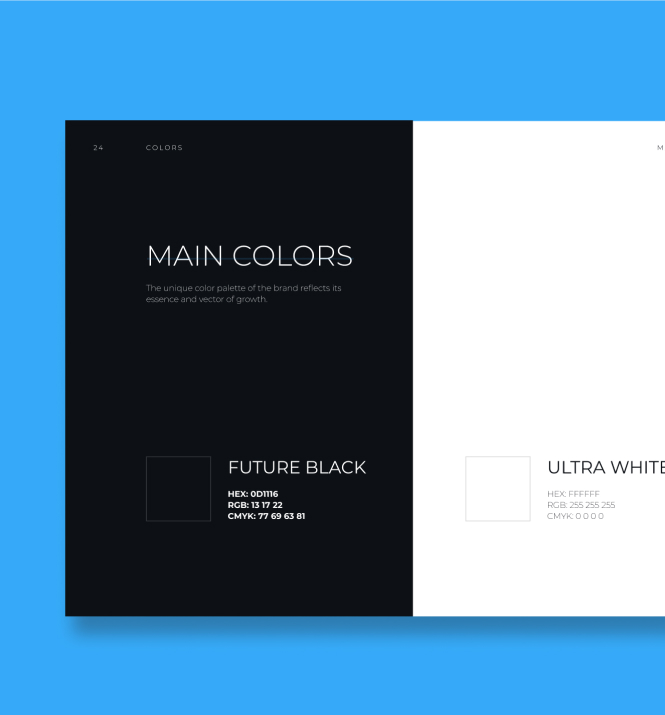 24
COLORS
M
MAIN COLORS
The unique color palette of the brand reflects its
essence and vector of growth.
FUTURE BLACK
HEX: 0D1116
RGB: 13 17 22
CMYK: 77 69 63 81
ULTRA WHITE
HEX: FFFFFF
RGB: 255 255 255
CMYK: 0 0 0 0